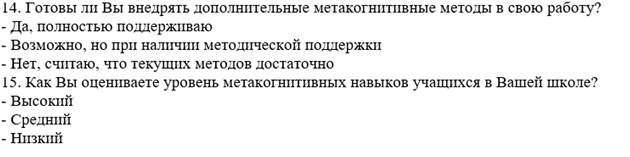 14. Готовы ли Вы внедрять дополнительные метакогнитивные методы в свою работу?
- Да, полностью поддерживаю
- Возможно, но при наличии методической поддержки
- Нет, считаю, что текущих методов достаточно
15. Как Вы оцениваете уровень метакогнитивных навыков учащихся в Вашей школе?
- Высокий
- Средний
- Низкий